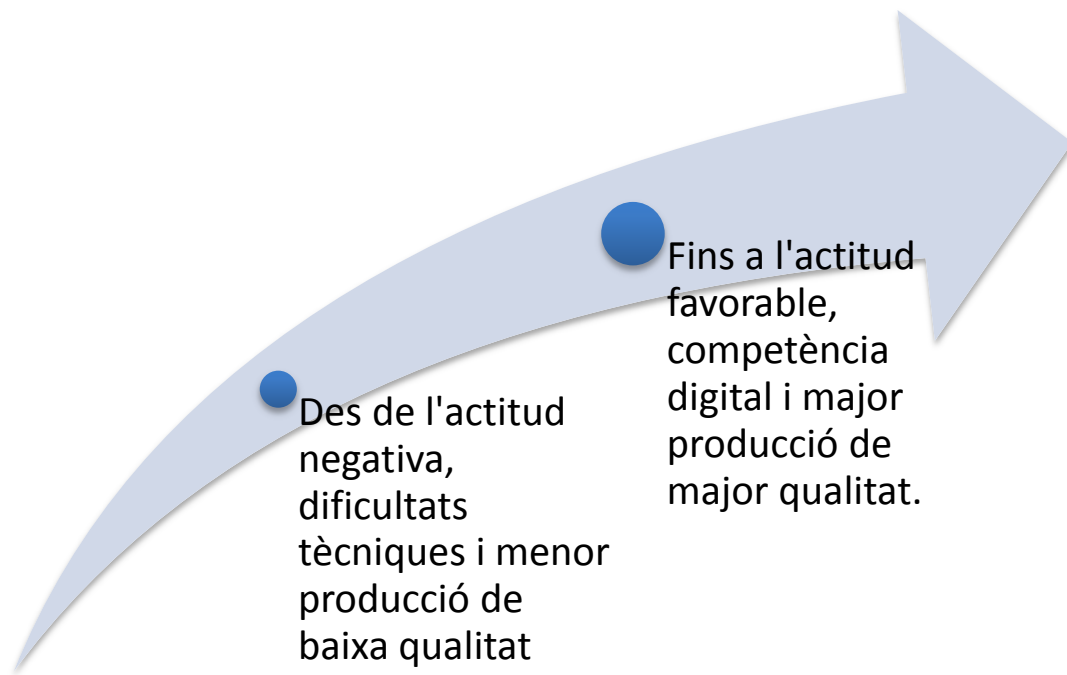 Des de l'actitud
negativa,
dificultats
tècniques i menor
producció de
baixa qualitat
Fins a l'actitud
favorable,
competència
digital i major
producció de
major qualitat.